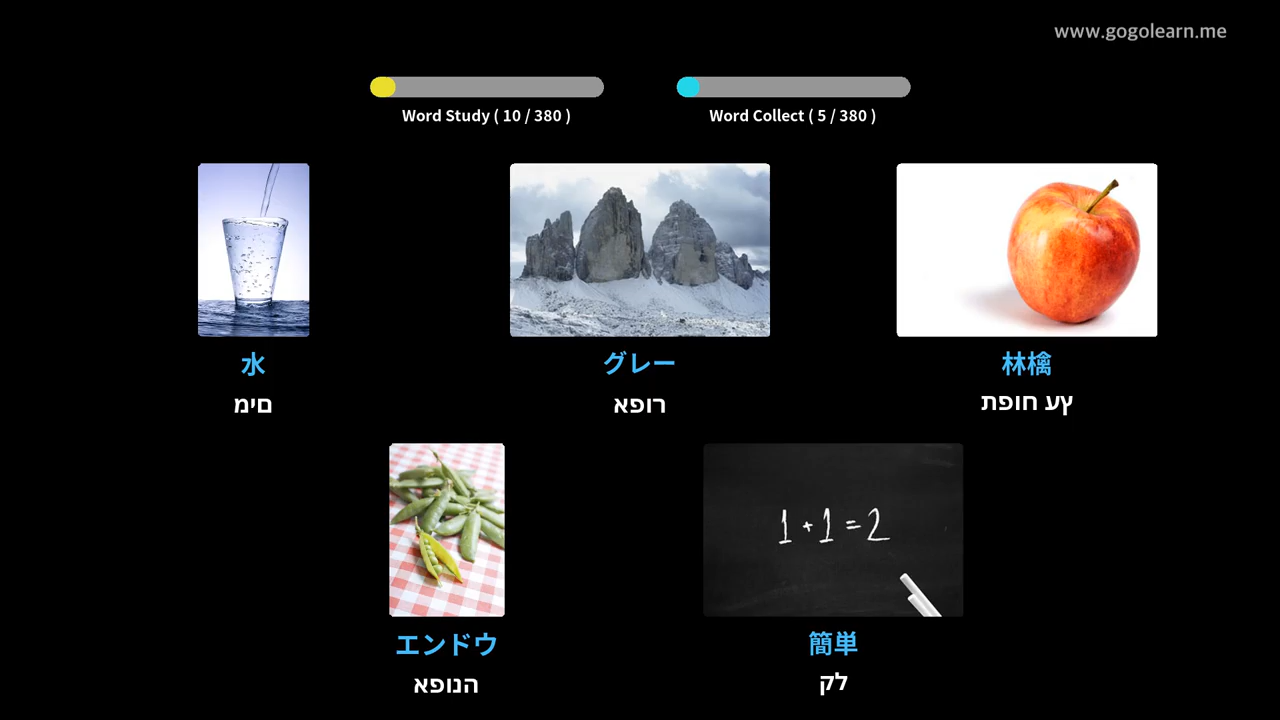 www.gogolearn.me
Word Study ( 10 / 380 )
Word Collect ( 5 / 380 )
水
מים
グレー
אפור
林檎
תפוח עץ
エンドウ
אפונה
1 + 1 = 2
簡単
קל